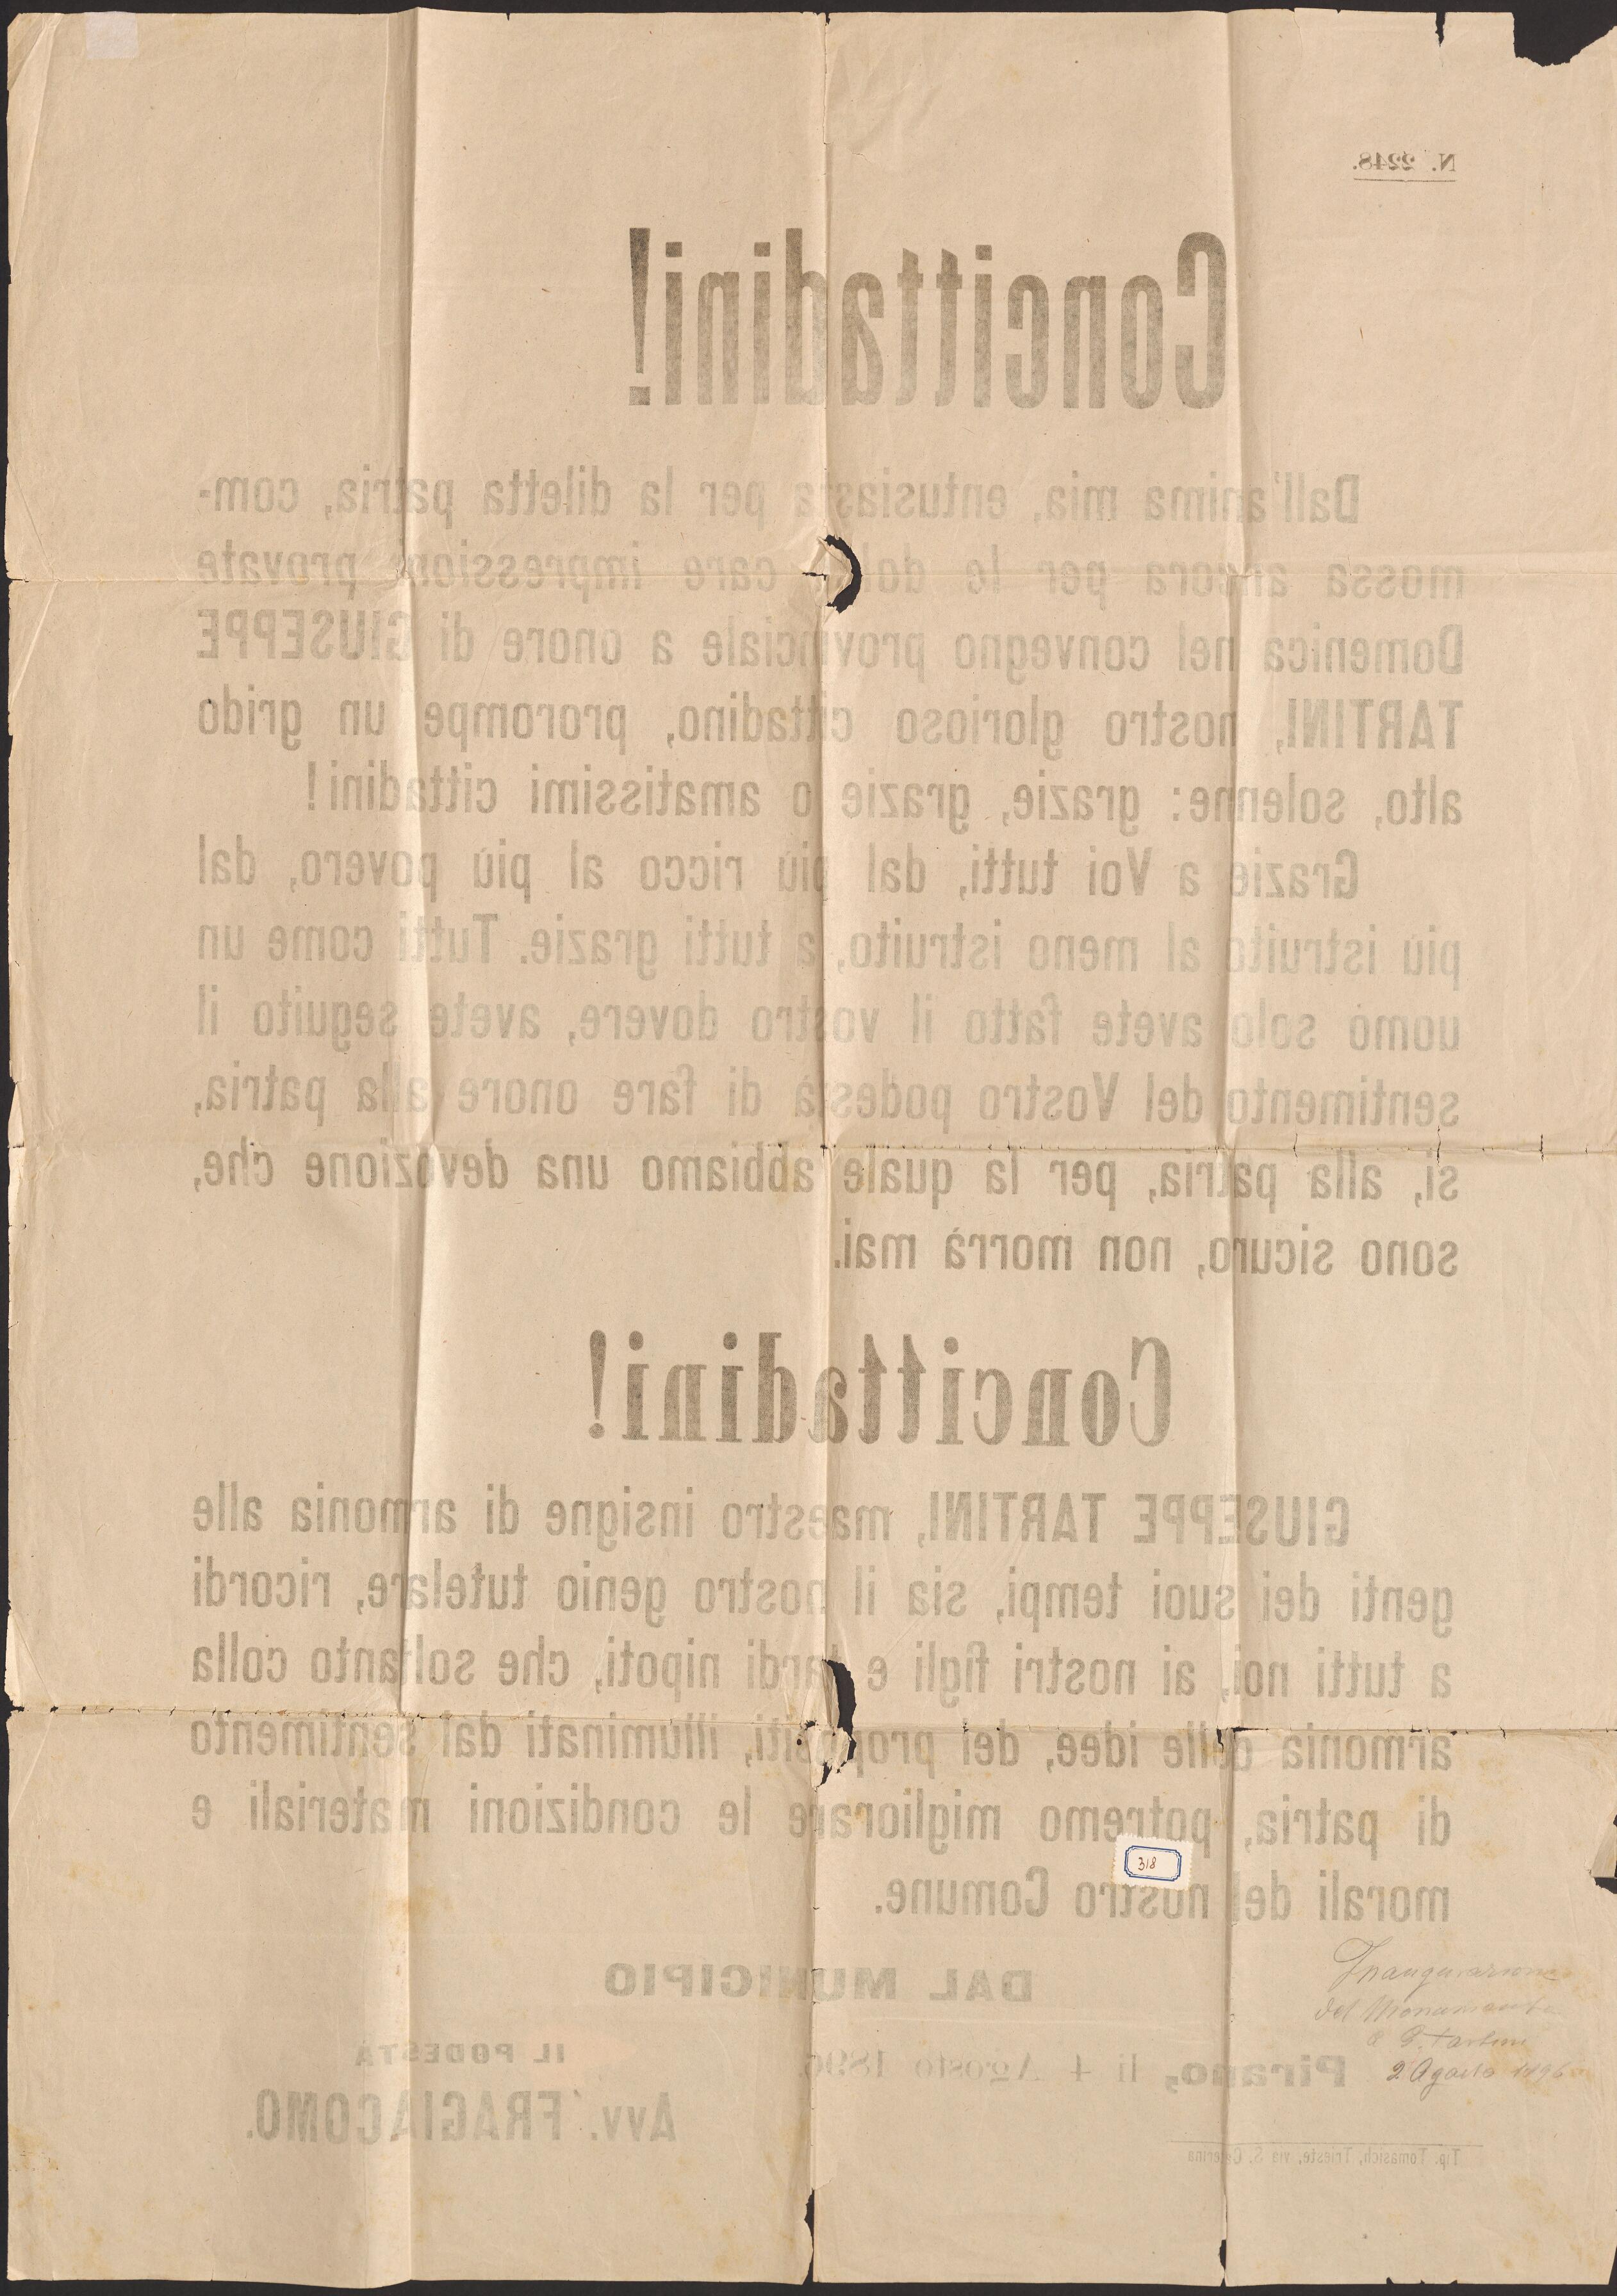 N. 2248.
Concittadini!
Dall'anima mia, entusiasta per la diletta patria, com-
mossa ancora per le dolci care impressioni provate
Domenica nel convegno provinciale a onore di GIUSEPPE
TARTINI, nostro glorioso cittadino, prorompe un grido
alto, solenne: grazie, grazie o amatissimi cittadini!
Grazie a Voi tutti, dal più ricco al più povero, dal
più istruito al meno istruito, a tutti grazie. Tutti come un
uomo solo avete fatto il vostro dovere, avete seguito il
sentimento del Vostro podestà di fare onore alla patria,
sì, alla patria, per la quale abbiamo una devozione che,
sono sicuro, non morrà mai.
Concittadini!
GIUSEPPE TARTINI, maestro insigne di armonia alle
genti dei suoi tempi, sia il nostro genio tutelare, ricordi
a tutti noi, ai nostri figli e tardi nipoti, che soltanto colla
armonia delle idee, dei propositi, illuminati dal sentimento
di patria, potremo migliorare le condizioni materiali e
morali del nostro Comune.
318
DAL MUNICIPIO
Pirano, li 4 Agosto 1896.
IL PODESTÀ
Avv. FRAGIACOMO.
Tip. Tomasich, Trieste, via S. Caterina
Inaugurazione
del Monumento
a G. Tartini
2 Agosto 1896